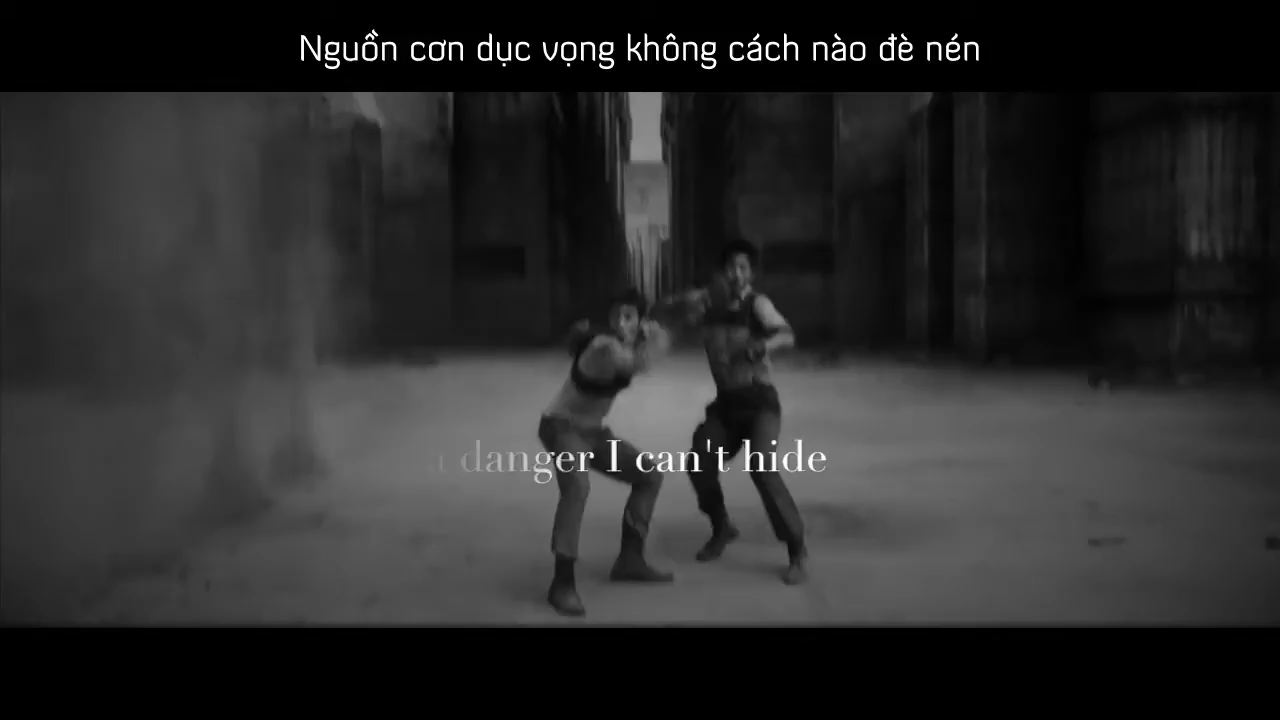 Nguồn cơn dục vọng không cách nào đè nén
danger I can't hide